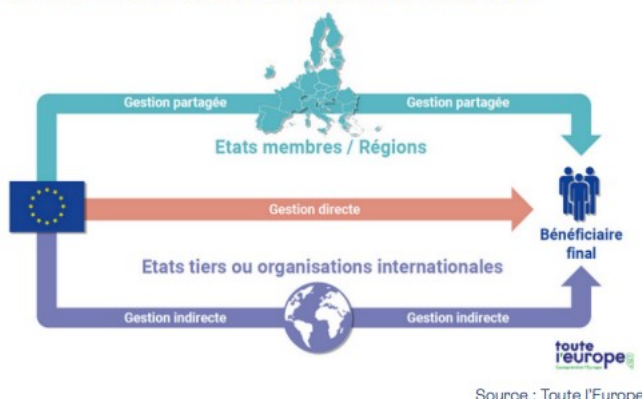 Gestion partagée
Gestion partagée
Etats membres / Régions
Gestion directe
Bénéficiaire
final
Etats tiers ou organisations internationales
Gestion indirecte
Gestion indirecte
toute
l'europe
Source : Toute l'Europe